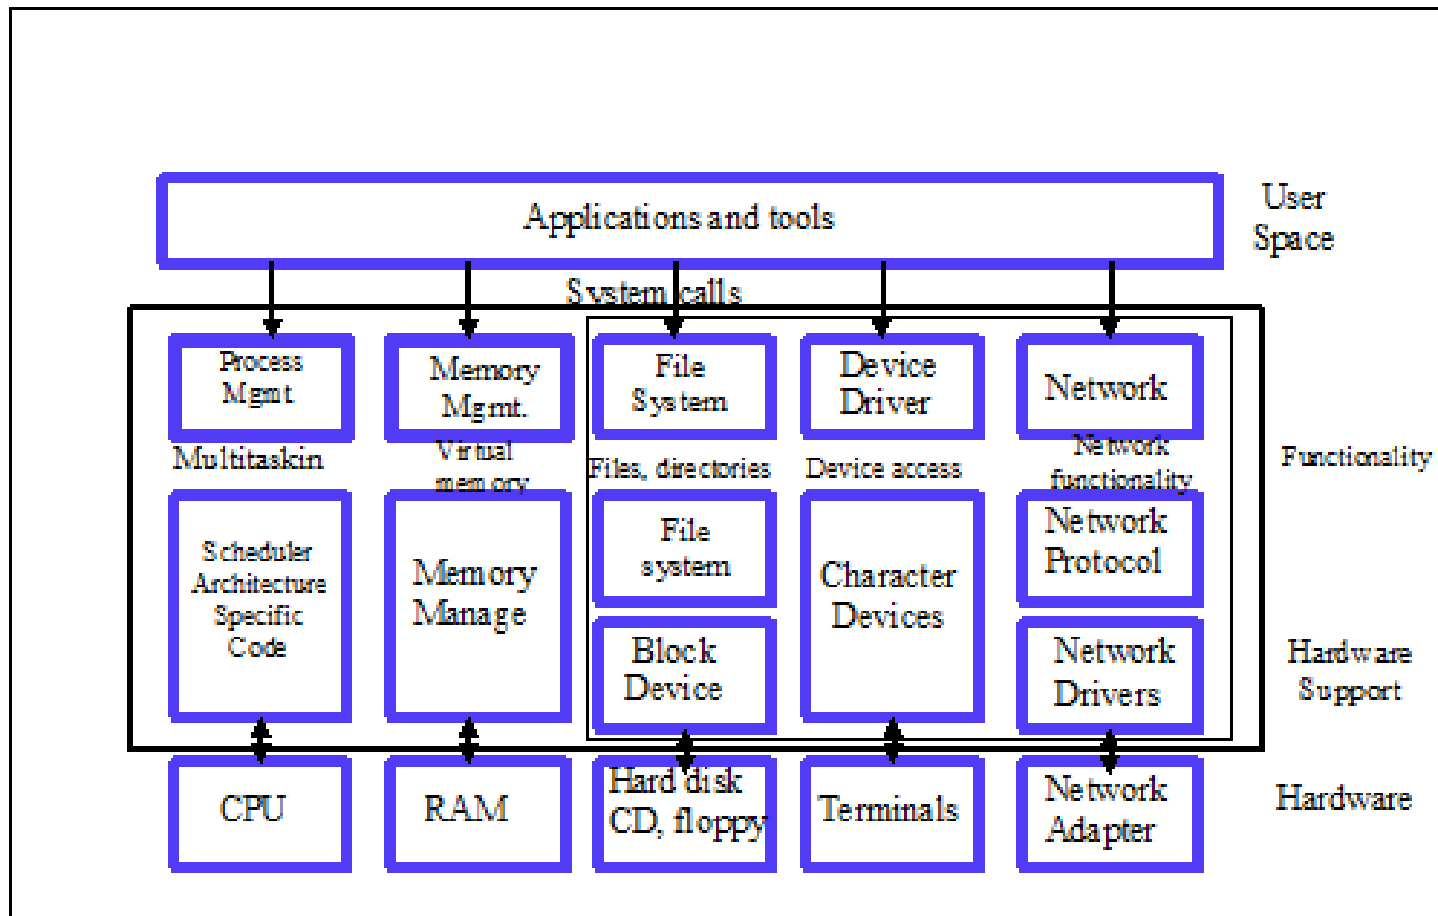 Applications and tools
User
Space
System calls
Process
Mgmt.
Memory
Mgmt.
File
System
Device
Driver
Network
Multitaskin
Virtual
memory
Files, directories
Device access
Network
functionality
Functionality
Scheduler
Architecture
Specific
Code
Memory
Manage
File
system
Block
Device
Character
Devices
Network
Protocol
Network
Drivers
Hardware
Support
CPU
RAM
Hard disk
CD, floppy
Terminals
Network
Adapter
Hardware